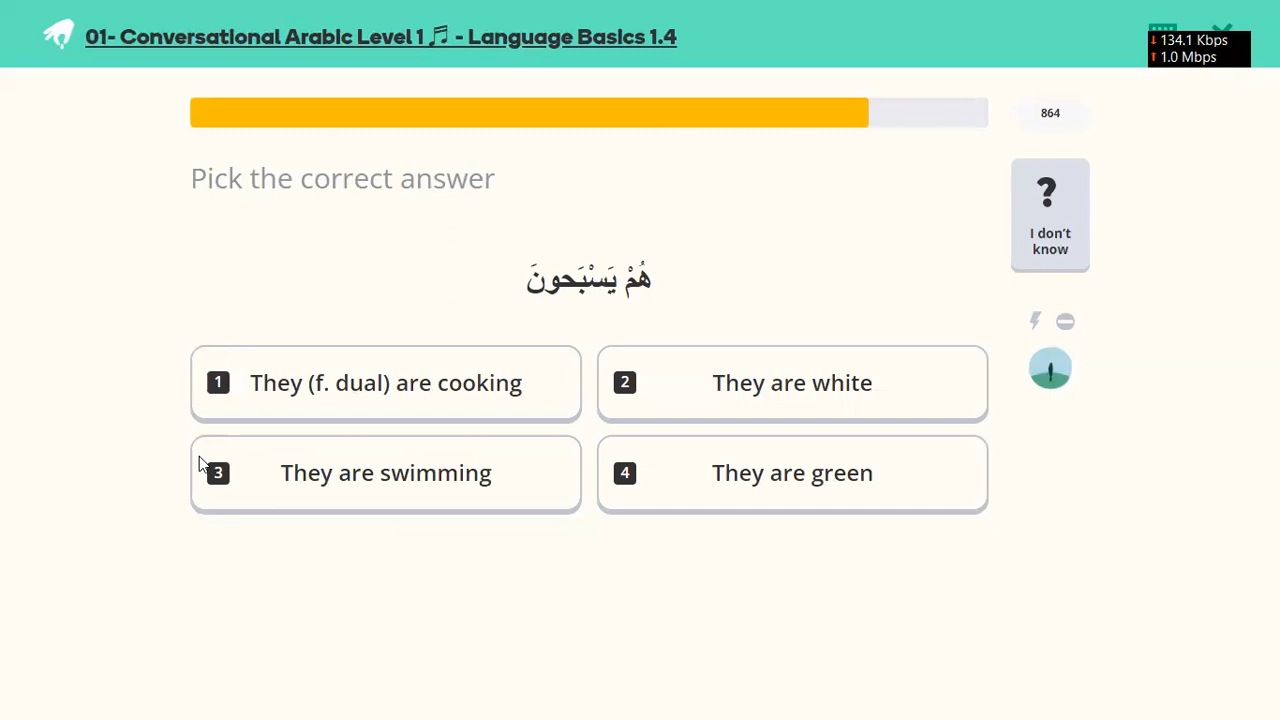 01- Conversational Arabic Level 1 🎵 - Language Basics 1.4
↓ 134.1 Kbps
↑ 1.0 Mbps
864
Pick the correct answer
?
I don't
know
هُمْ يَسْبَحونَ
1 They (f. dual) are cooking
2 They are white
3 They are swimming
4 They are green